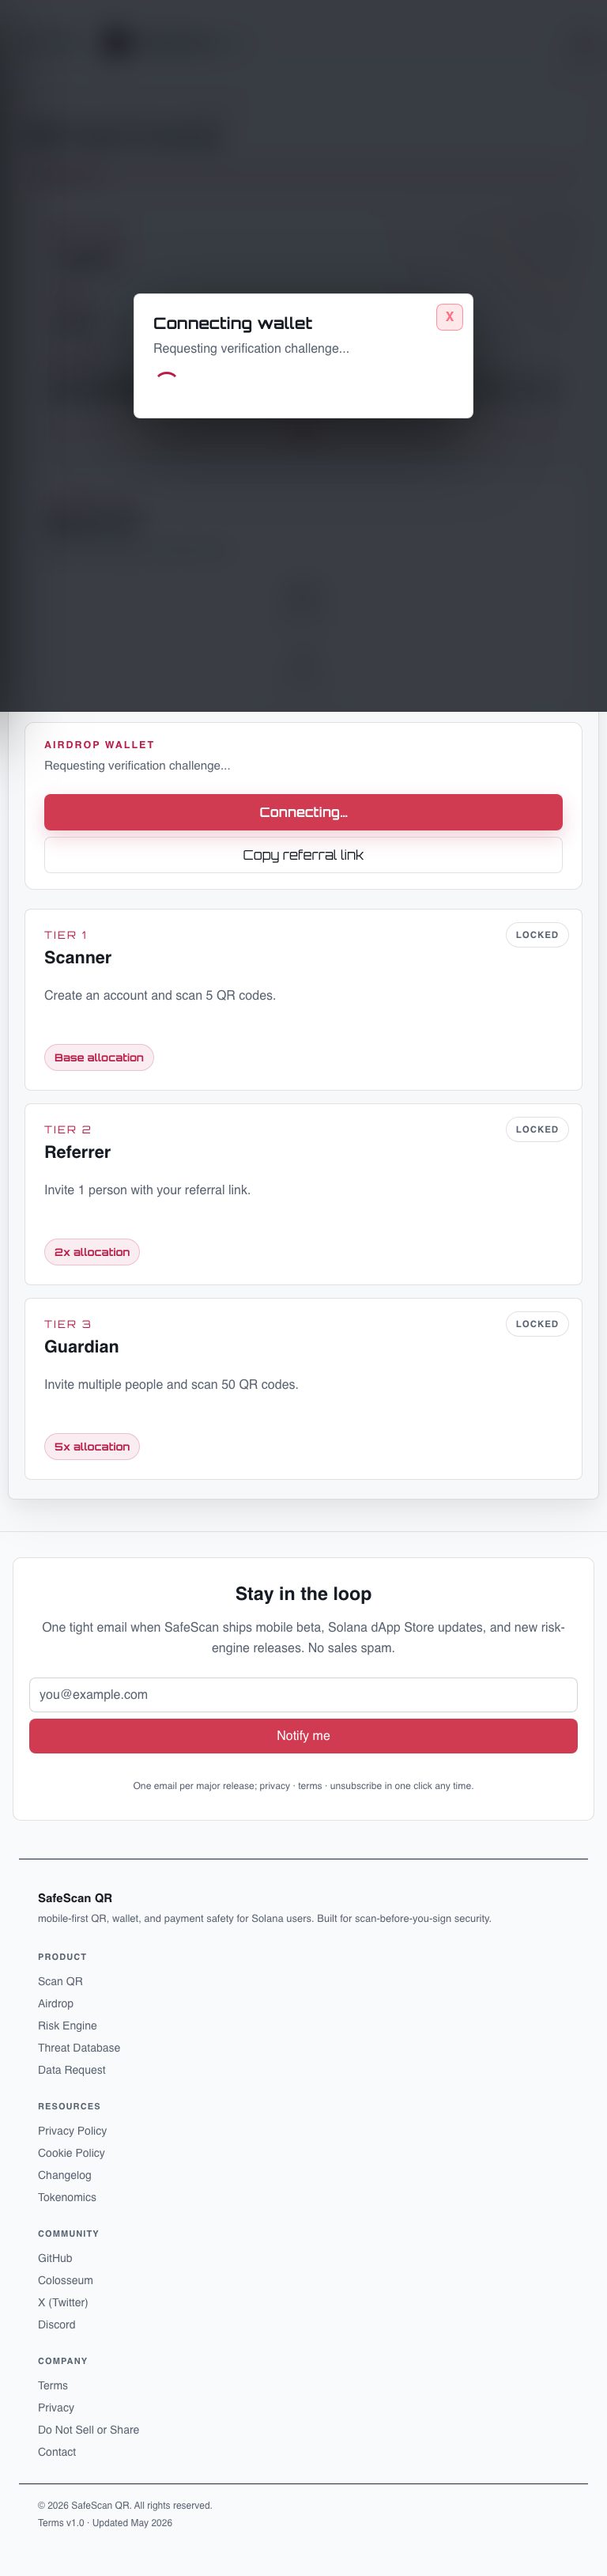 Connecting wallet
X
Requesting verification challenge...
AIRDROP WALLET
Requesting verification challenge...
Connecting...
Copy referral link
TIER 1
LOCKED
Scanner
Create an account and scan 5 QR codes.
Base allocation
TIER 2
LOCKED
Referrer
Invite 1 person with your referral link.
2x allocation
TIER 3
LOCKED
Guardian
Invite multiple people and scan 50 QR codes.
5x allocation
Stay in the loop
One tight email when SafeScan ships mobile beta, Solana dApp Store updates, and new risk-
engine releases. No sales spam.
you@example.com
Notify me
One email per major release; privacy · terms · unsubscribe in one click any time.
SafeScan QR
mobile-first QR, wallet, and payment safety for Solana users. Built for scan-before-you-sign security.
PRODUCT
Scan QR
Airdrop
Risk Engine
Threat Database
Data Request
RESOURCES
Privacy Policy
Cookie Policy
Changelog
Tokenomics
COMMUNITY
GitHub
Colosseum
X (Twitter)
Discord
COMPANY
Terms
Privacy
Do Not Sell or Share
Contact
© 2026 SafeScan QR. All rights reserved.
Terms v1.0 · Updated May 2026